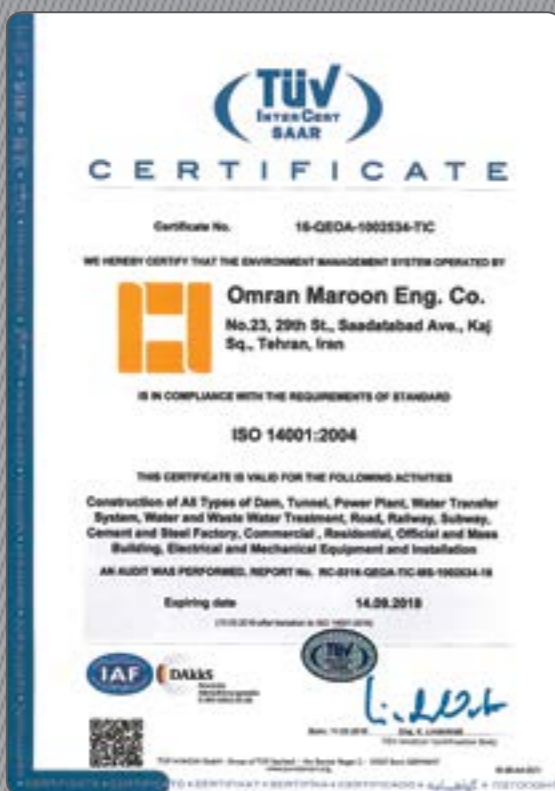 TÜV
INTERCERT
SAAR
CERTIFICATE
Certificate No. 16-QEOA-1002534-TIC
WE HEREBY CERTIFY THAT THE ENVIRONMENT MANAGEMENT SYSTEM OPERATED BY
Omran Maroon Eng. Co.
No.23, 29th St., Saadatabad Ave., Kaj
Sq., Tehran, Iran
IS IN COMPLIANCE WITH THE REQUIREMENTS OF STANDARD
ISO 14001:2004
THIS CERTIFICATE IS VALID FOR THE FOLLOWING ACTIVITIES
Construction of All Types of Dam, Tunnel, Power Plant, Water Transfer
System, Water and Waste Water Treatment, Road, Railway, Subway,
Cement and Steel Factory, Commercial , Residential, Official and Mass
Building, Electrical and Mechanical Equipment and Installation
AN AUDIT WAS PERFORMED, REPORT No.
Expiring date 14.09.2018
IAF
DAkkS
TÜV